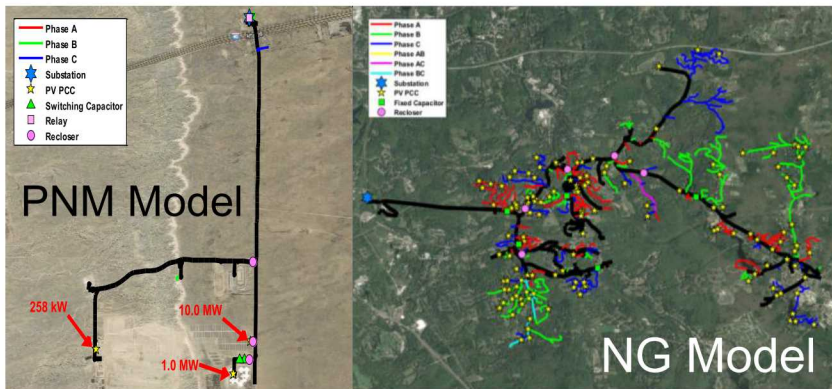 Phase A
Phase B
Phase C
Substation
PV PCC
Switching Capacitor
Relay
Recloser
PNM Model
258 kW
10.0 MW
1.0 MW
Phase A
Phase B
Phase C
Phase AB
Phase AC
Phase BC
Substation
PV PCC
Fixed Capacitor
Recloser
NG Model